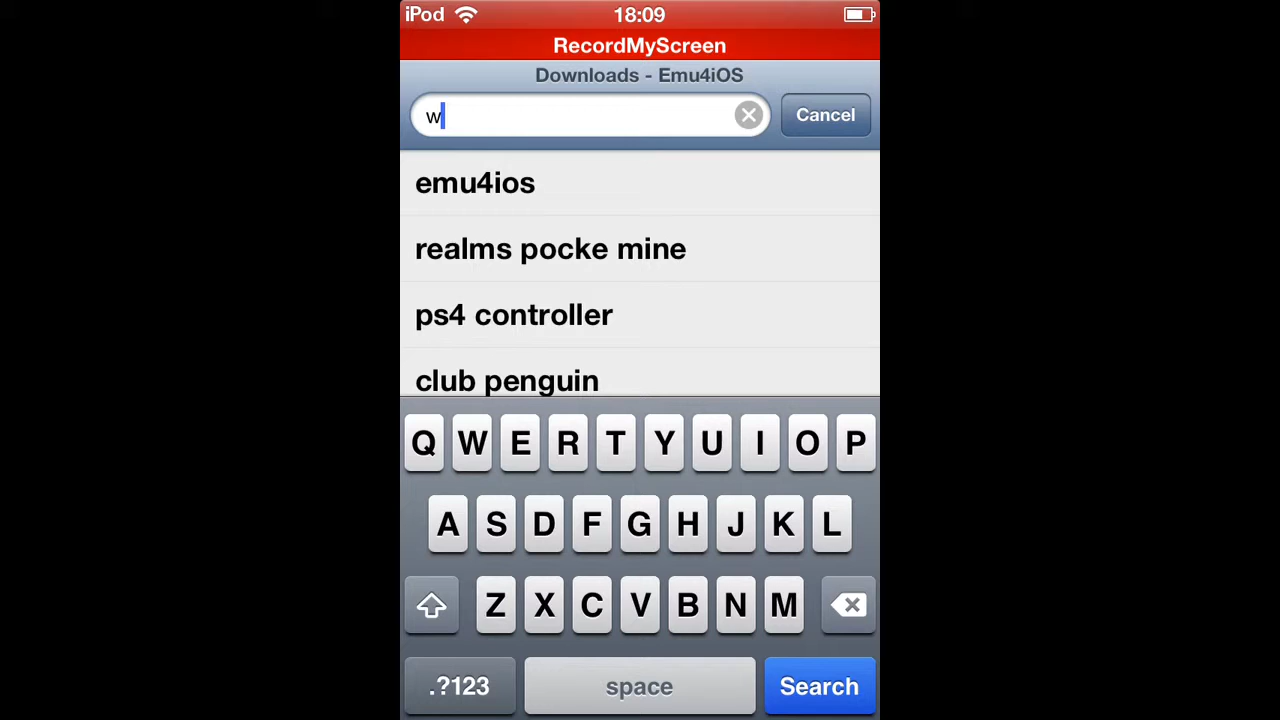 iPod 18:09
RecordMyScreen
Downloads - Emu4iOS
w Cancel
emu4ios
realms pocke mine
ps4 controller
club penguin
Q W E R T Y U I O P
A S D F G H J K L
Z X C V B N M
.?123 space Search